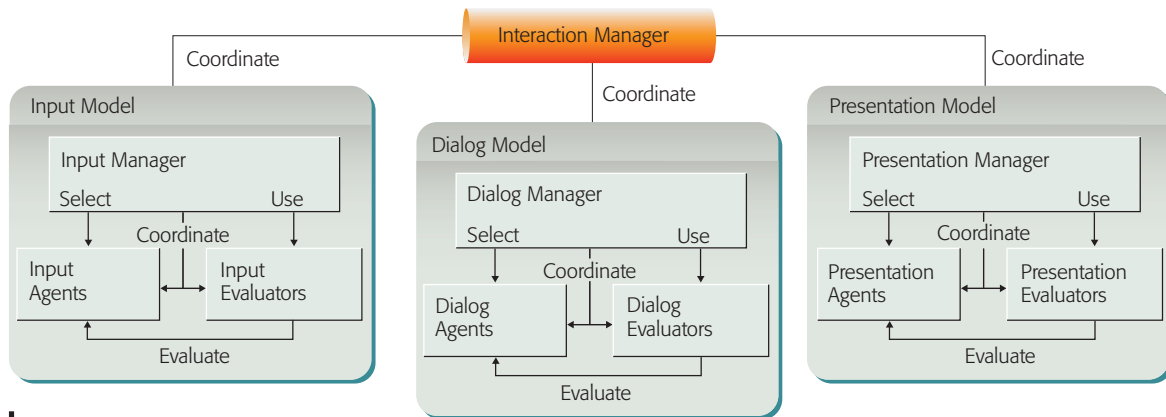 Interaction Manager
Coordinate
Coordinate
Coordinate
Input Model
Input Manager
Select
Use
Coordinate
Input
Agents
Input
Evaluators
Evaluate
Dialog Model
Dialog Manager
Select
Use
Coordinate
Dialog
Agents
Dialog
Evaluators
Evaluate
Presentation Model
Presentation Manager
Select
Use
Coordinate
Presentation
Agents
Presentation
Evaluators
Evaluate